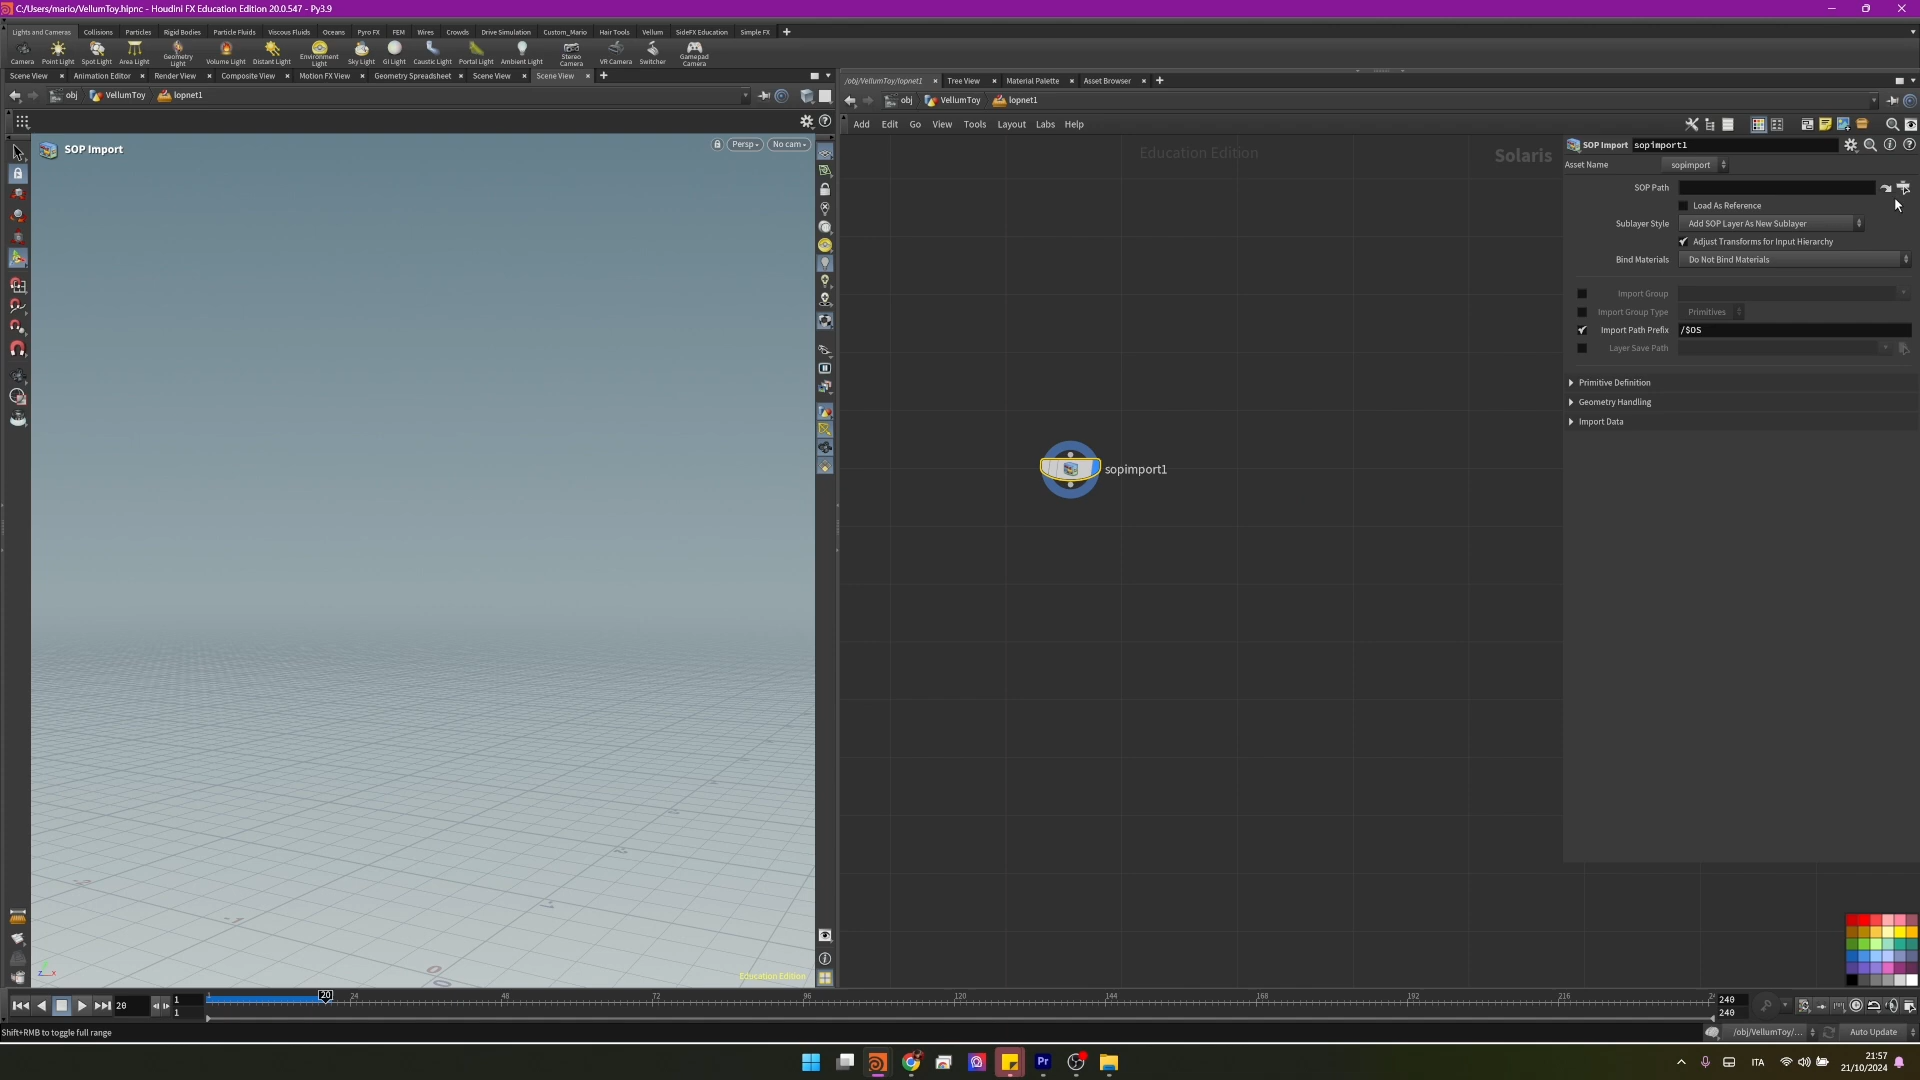 C:/Users/mario/VellumToy.hipnc - Houdini FX Education Edition 20.0.547 - Py3.9
Lights and Cameras Collisions Particles Rigid Bodies Particle Fluids Viscous Fluids Oceans Pyro FX FEM Wires Crowds Drive Simulation Custom_Mario Hair Tools Vellum SideFX Education Simple FX
Camera Point Light Spot Light Area Light Geometry Light Volume Light Distant Light Environment Light Sky Light GI Light Caustic Light Portal Light Ambient Light Stereo Camera VR Camera Switcher Gamepad Camera
Scene View Animation Editor Render View Composite View Motion FX View Geometry Spreadsheet Scene View Scene View
/obj/VellumToy/lopnet1 Tree View Material Palette Asset Browser
obj VellumToy lopnet1
obj VellumToy lopnet1
Add Edit Go View Tools Layout Labs Help
SOP Import
Persp No cam
Education Edition
Solaris
SOP Import sopimport1
Asset Name sopimport
SOP Path
Load As Reference
Sublayer Style Add SOP Layer As New Sublayer
Adjust Transforms for Input Hierarchy
Bind Materials Do Not Bind Materials
Import Group
Import Group Type Primitives
Import Path Prefix /$OS
Layer Save Path
Primitive Definition
Geometry Handling
Import Data
sopimport1
Education Edition
20 1 1 20 24 48 72 96 120 144 168 192 216 240 240
Shift+RMB to toggle full range
/obj/VellumToy/... Auto Update
ITA
21:57
21/10/2024